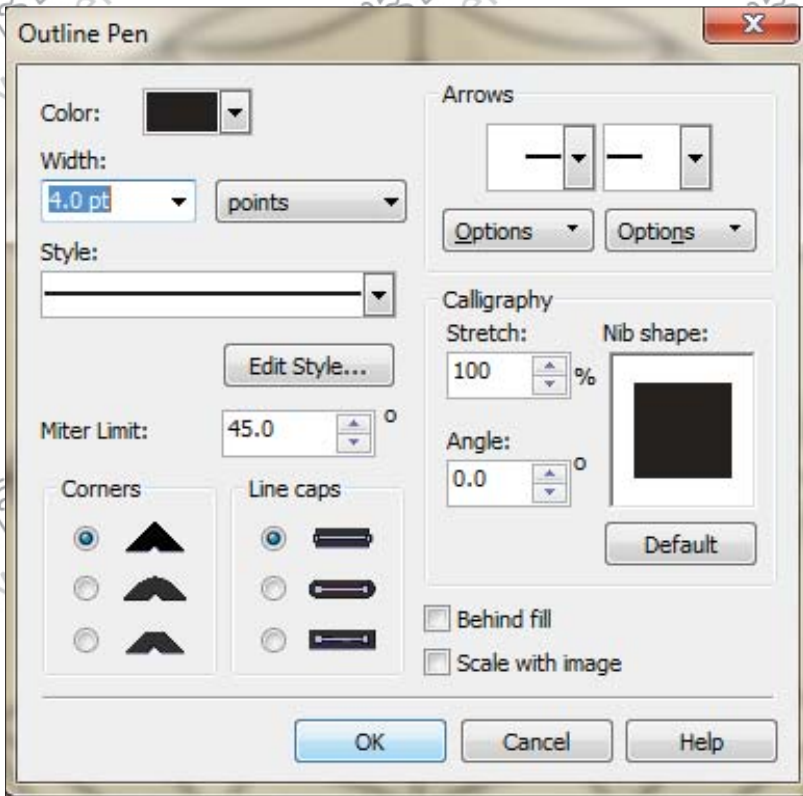 Outline Pen
Color:
Width:
4.0 pt
points
Style:
Edit Style...
Miter Limit:
45.0 °
Corners
Line caps
Arrows
Options
Options
Calligraphy
Stretch:
Nib shape:
100 %
Angle:
0.0 °
Default
Behind fill
Scale with image
OK
Cancel
Help